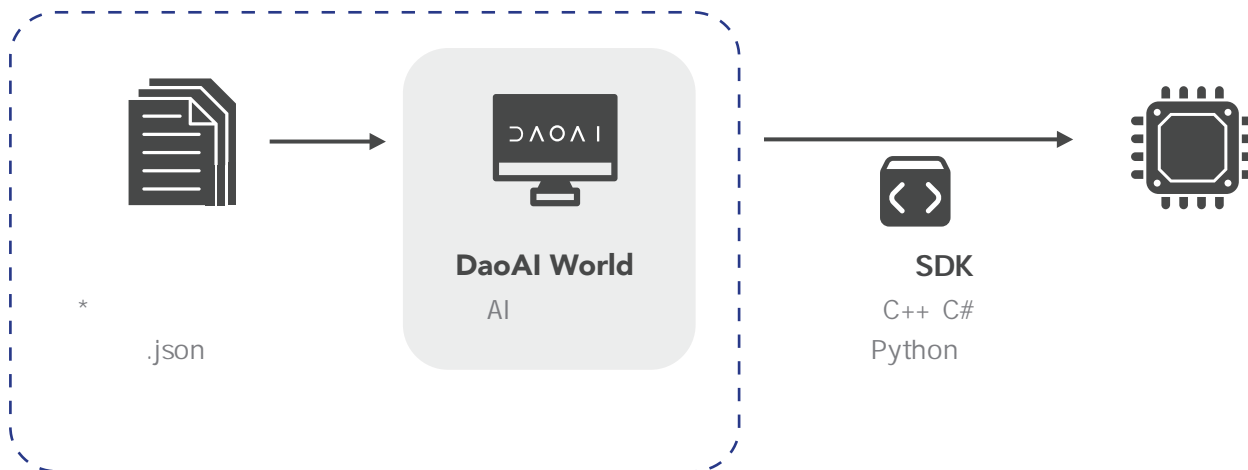 DAOAI
DaoAI World
SDK
*
AI
C++ C#
.json
Python